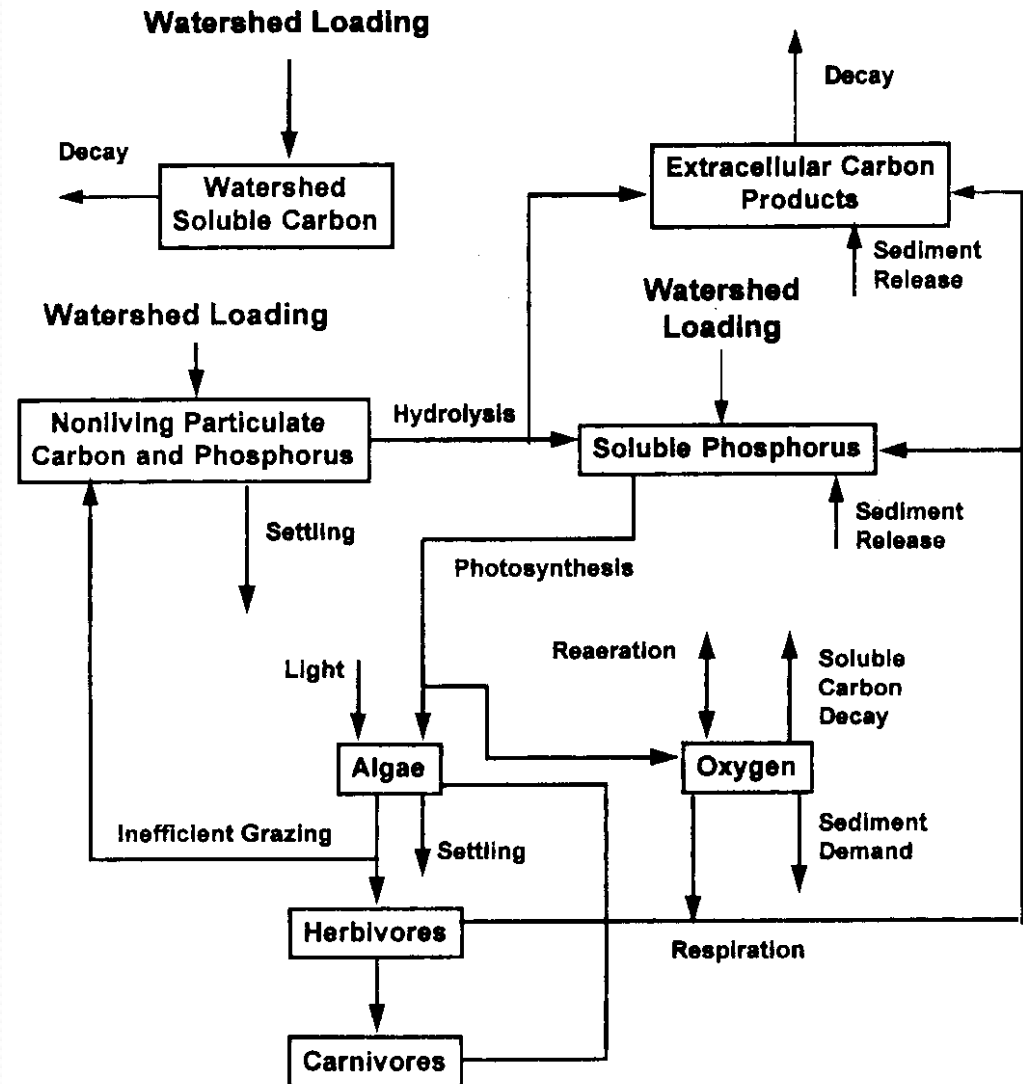 Watershed Loading
Decay
Decay
Watershed
Soluble Carbon
Extracellular Carbon
Products
Sediment
Release
Watershed Loading
Watershed
Loading
Nonliving Particulate
Carbon and Phosphorus
Hydrolysis
Soluble Phosphorus
Settling
Sediment
Release
Photosynthesis
Light
Reaeration
Soluble
Carbon
Decay
Algae
Oxygen
Inefficient Grazing
Settling
Sediment
Demand
Herbivores
Respiration
Carnivores